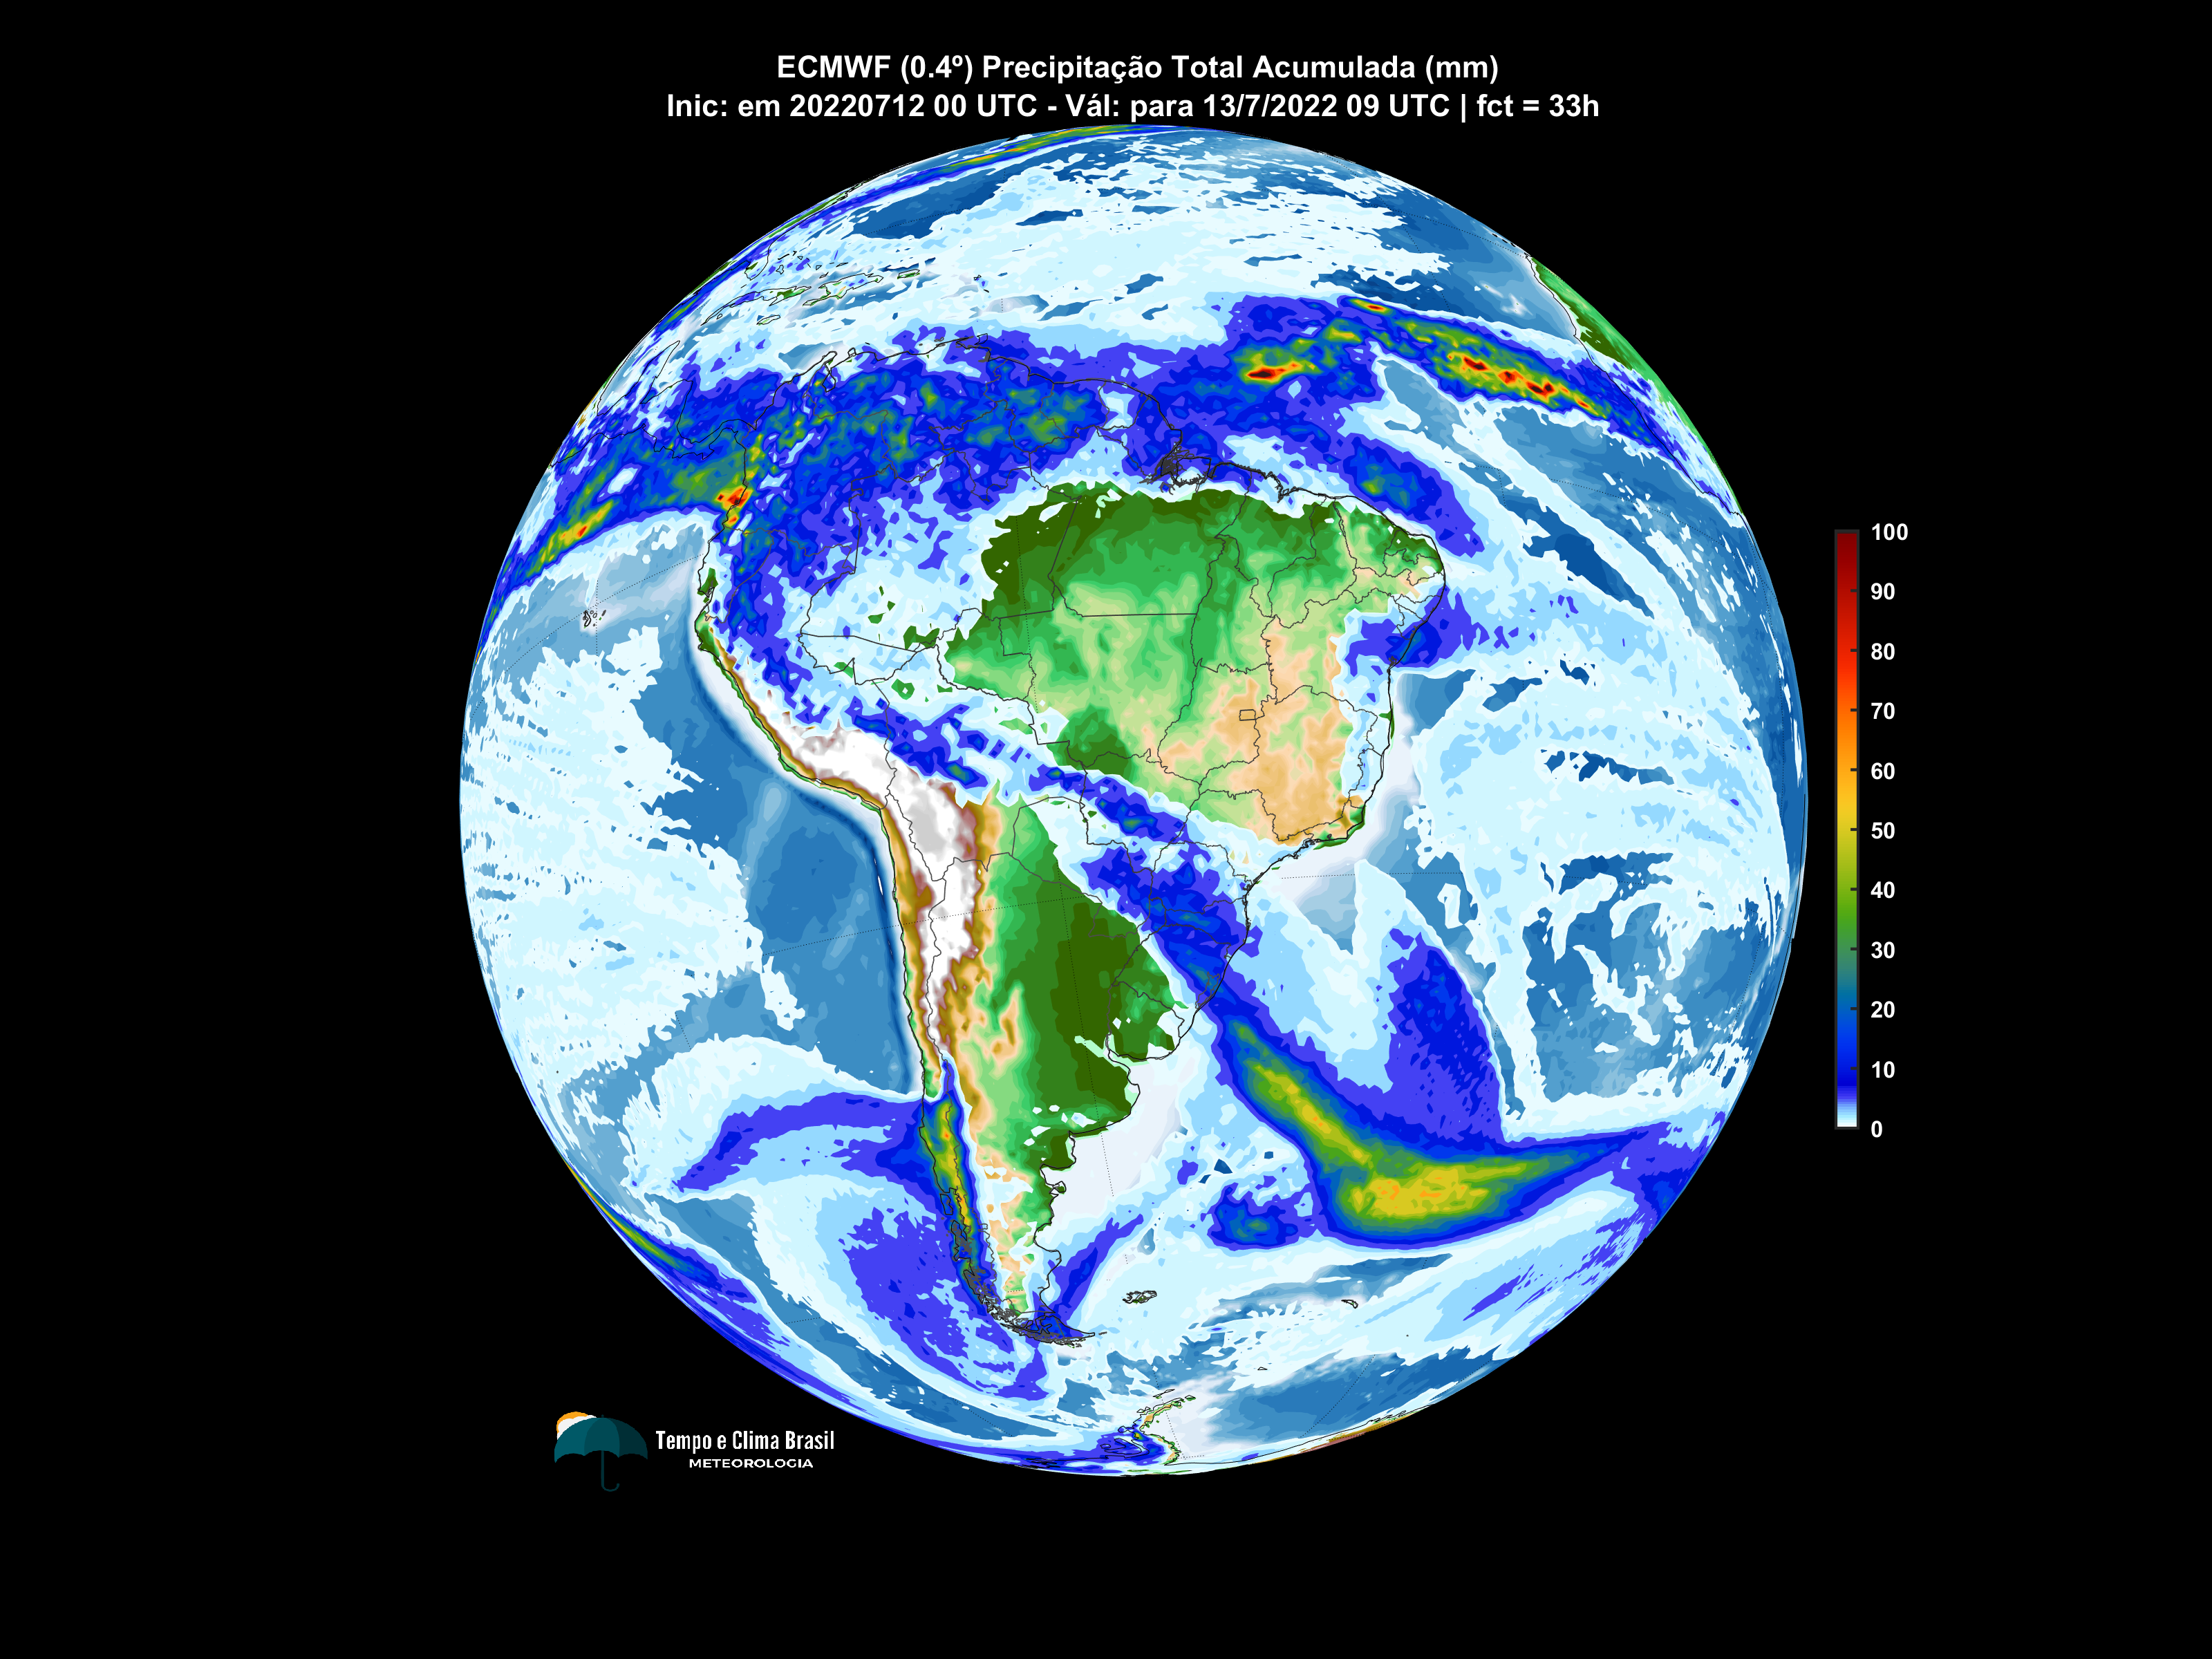 ECMWF (0.4º) Precipitação Total Acumulada (mm)
Inic: em 20220712 00 UTC - Vál: para 13/7/2022 09 UTC | fct = 33h
100
90
80
70
60
50
40
30
20
10
0
Tempo e Clima Brasil
METEOROLOGIA